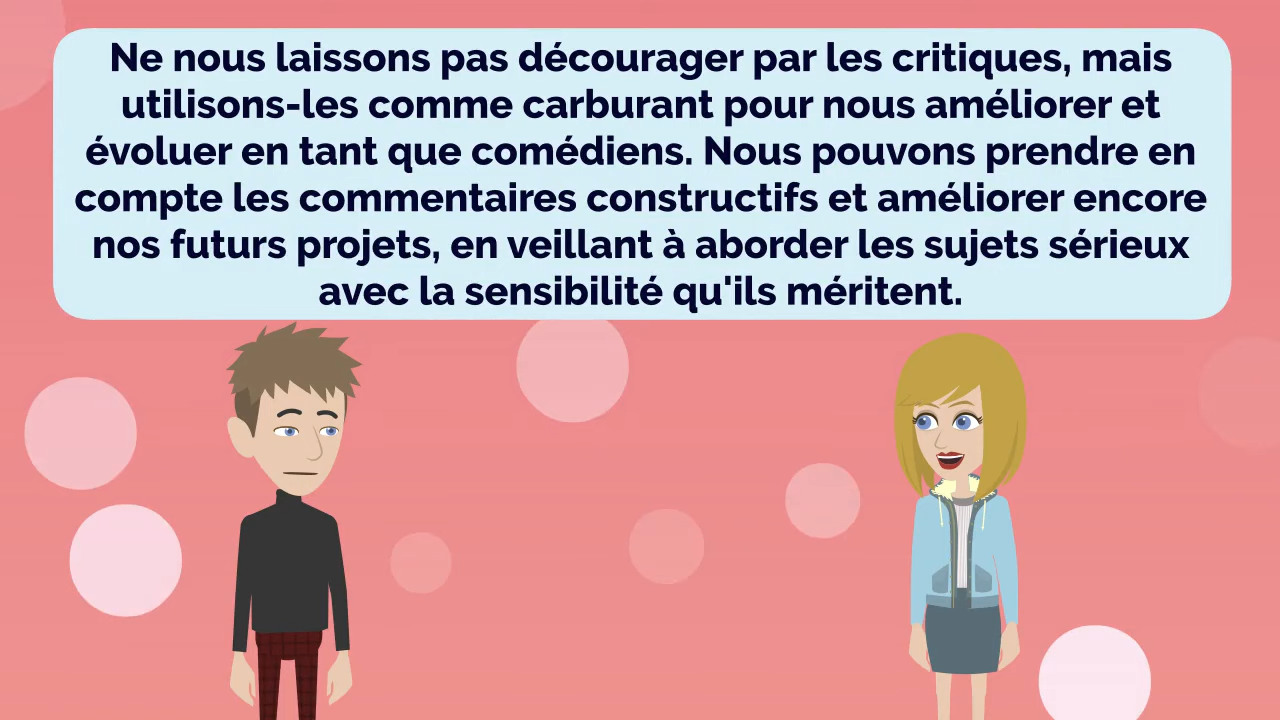 Ne nous laissons pas décourager par les critiques, mais
utilisons-les comme carburant pour nous améliorer et
évoluer en tant que comédiens. Nous pouvons prendre en
compte les commentaires constructifs et améliorer encore
nos futurs projets, en veillant à aborder les sujets sérieux
avec la sensibilité qu'ils méritent.